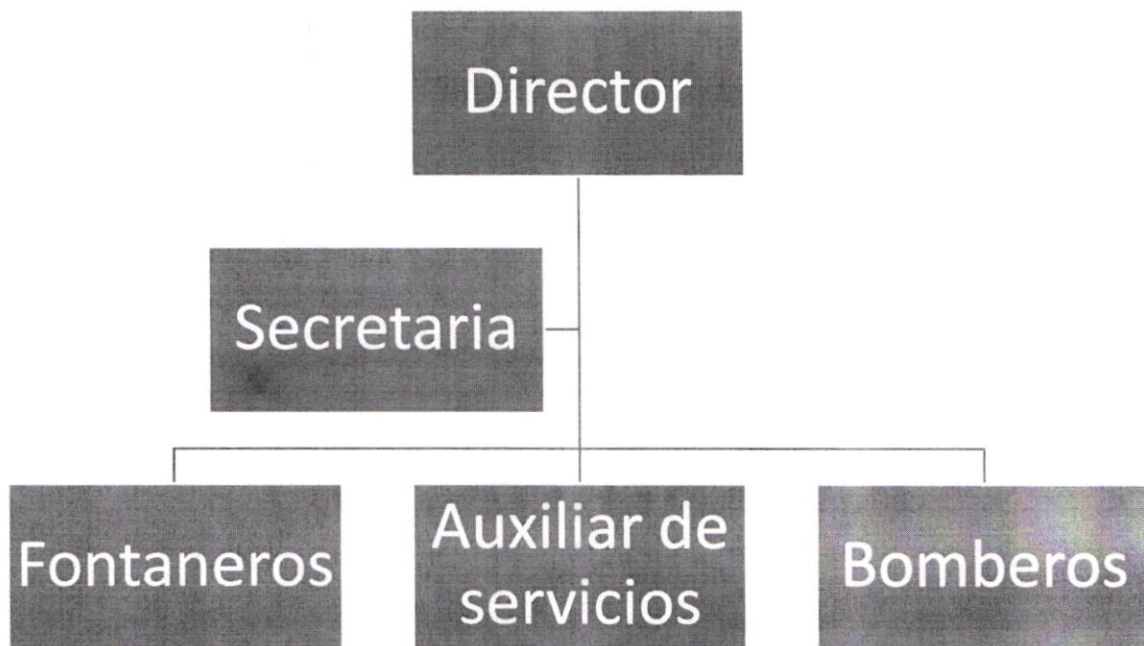 Director
Secretaria
Fontaneros
Auxiliar de
servicios
Bomberos